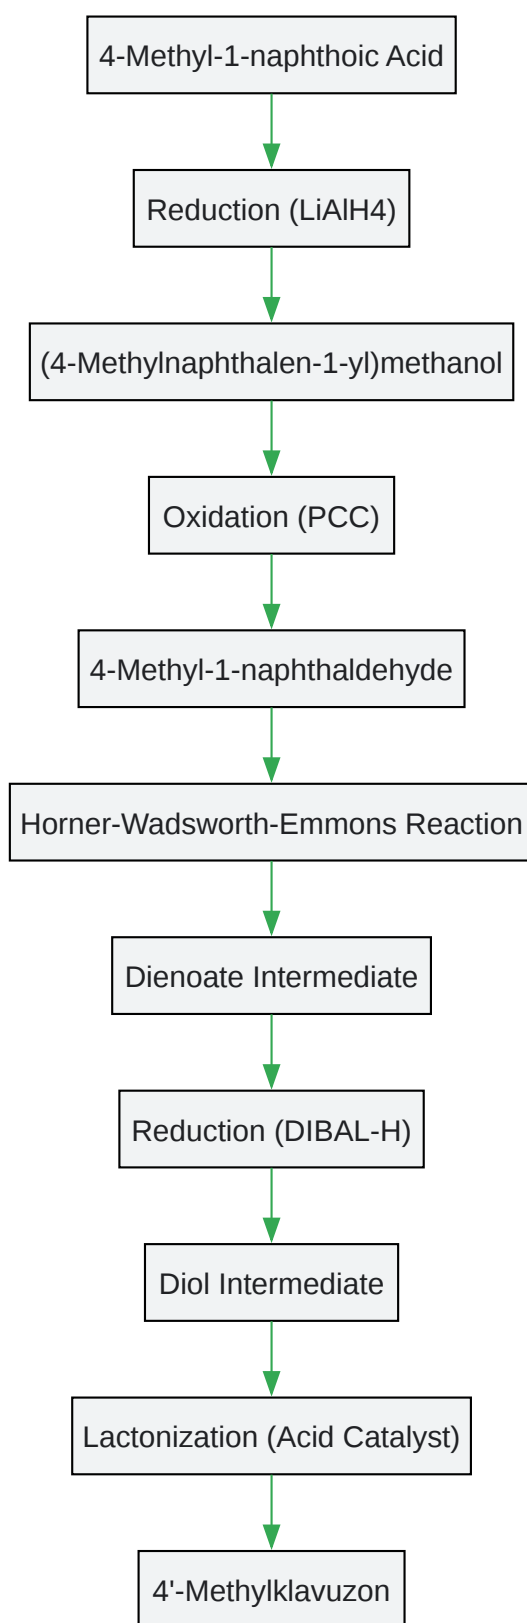 4-Methyl-1-naphthoic Acid
Reduction (LiAlH4)
(4-Methylnaphthalen-1-yl)methanol
Oxidation (PCC)
4-Methyl-1-naphthaldehyde
Horner-Wadsworth-Emmons Reaction
Dienoate Intermediate
Reduction (DIBAL-H)
Diol Intermediate
Lactonization (Acid Catalyst)
4'-Methylklavuzon